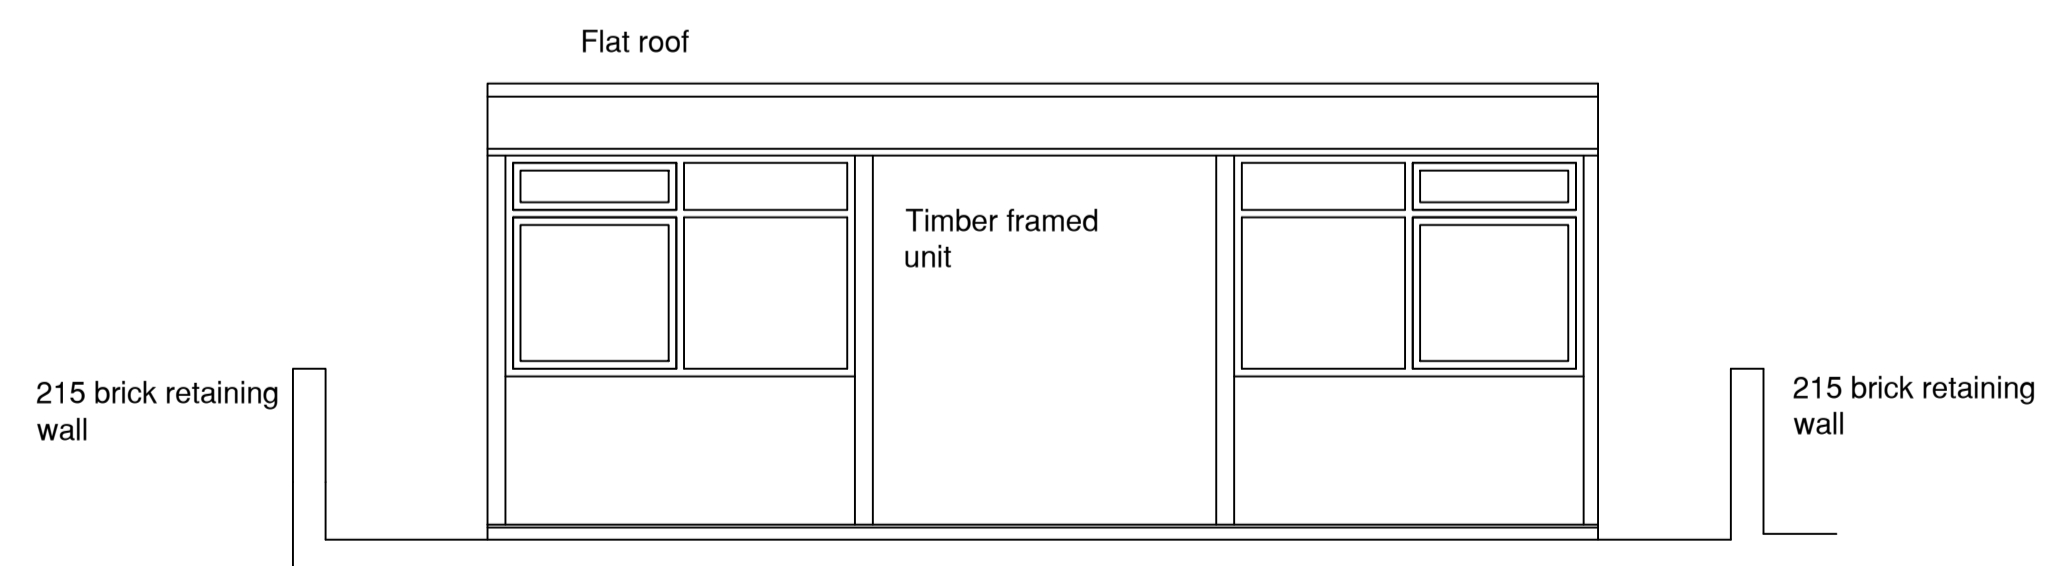 Flat roof
Timber framed
unit
215 brick retaining
wall
215 brick retaining
wall